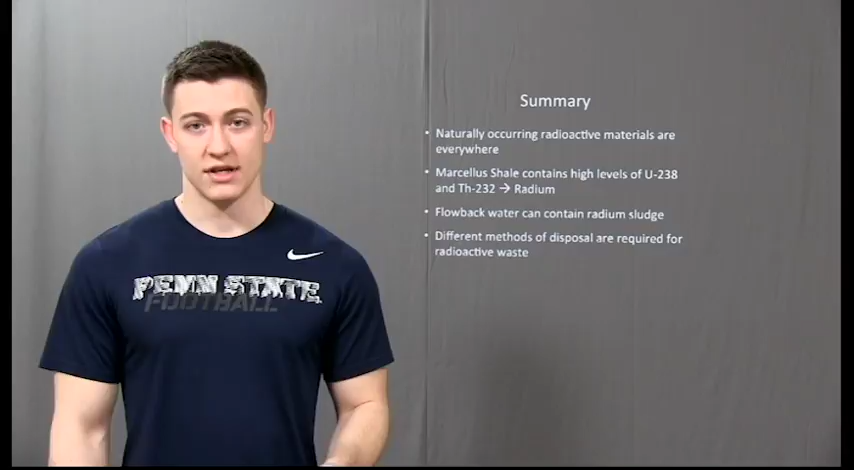 Summary
• Naturally occurring radioactive materials are
everywhere
• Marcellus Shale contains high levels of U-238
and Th-232 → Radium
• Flowback water can contain radium sludge
• Different methods of disposal are required for
radioactive waste
PENN STATE
FOOTBALL